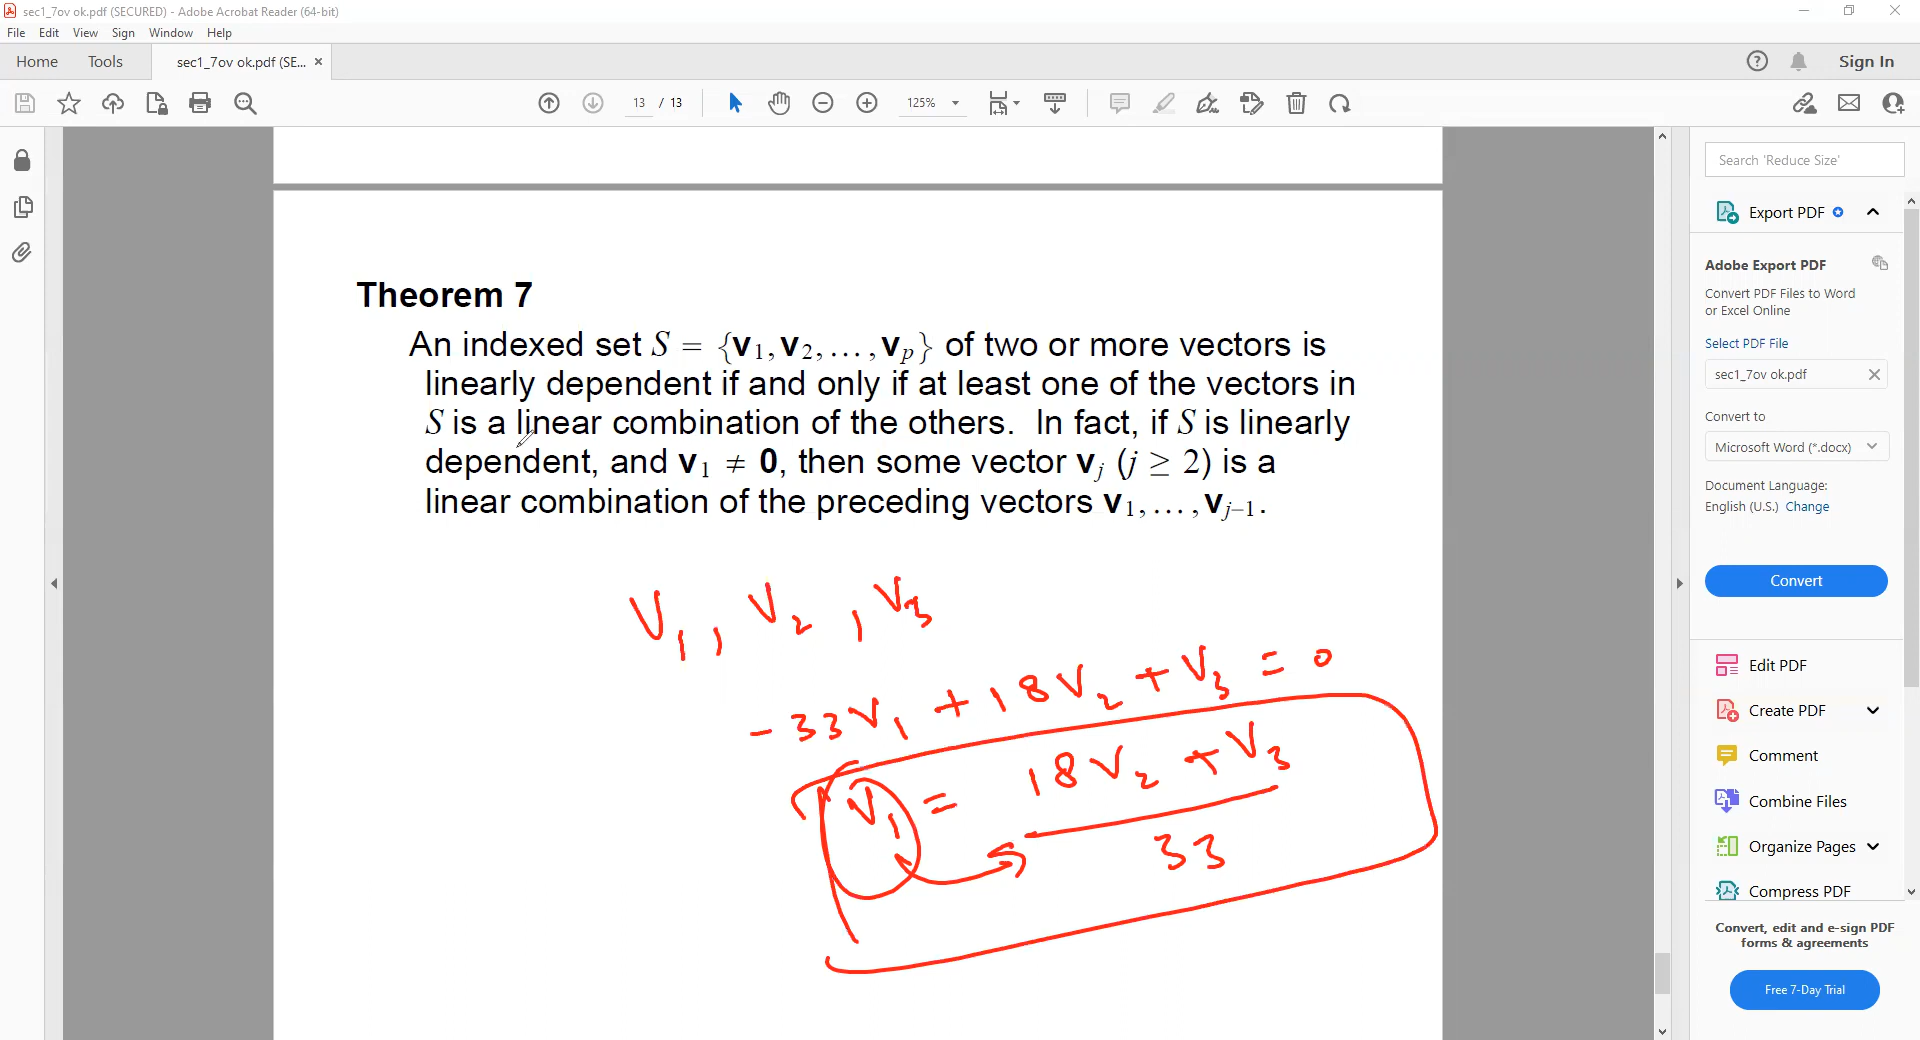 sec1_7ov ok.pdf (SECURED) - Adobe Acrobat Reader (64-bit)
File Edit View Sign Window Help
Home Tools sec1_7ov ok.pdf (SE... × Sign In
13 / 13 125%
Search 'Reduce Size'
Export PDF
Adobe Export PDF
Convert PDF Files to Word
or Excel Online
Select PDF File
sec1_7ov ok.pdf
Convert to
Microsoft Word (*.docx)
Document Language:
English (U.S.) Change
Convert
Edit PDF
Create PDF
Comment
Combine Files
Organize Pages
Compress PDF
Convert, edit and e-sign PDF
forms & agreements
Free 7-Day Trial
Theorem 7
An indexed set S = {v₁, v₂, …, vₚ} of two or more vectors is
linearly dependent if and only if at least one of the vectors in
S is a linear combination of the others. In fact, if S is linearly
dependent, and v₁ ≠ 0, then some vector vⱼ (j ≥ 2) is a
linear combination of the preceding vectors v₁, …, vⱼ₋₁.
V₁, V₂, V₃
-33V₁ + 18V₂ + V₃ = 0
V₁ = 18V₂ + V₃
33